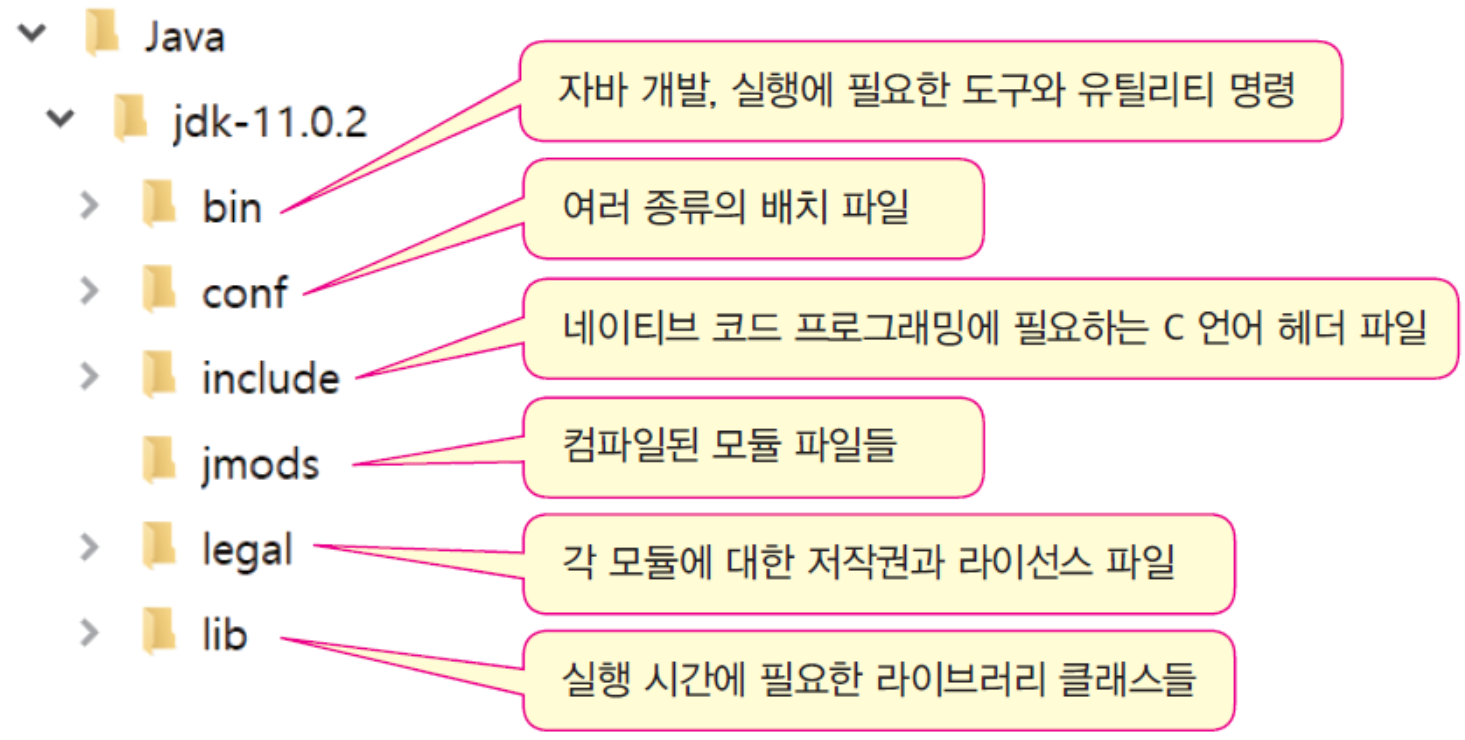 Java
jdk-11.0.2
자바 개발, 실행에 필요한 도구와 유틸리티 명령
bin
여러 종류의 배치 파일
conf
네이티브 코드 프로그래밍에 필요하는 C 언어 헤더 파일
include
컴파일된 모듈 파일들
jmods
각 모듈에 대한 저작권과 라이선스 파일
legal
실행 시간에 필요한 라이브러리 클래스들
lib